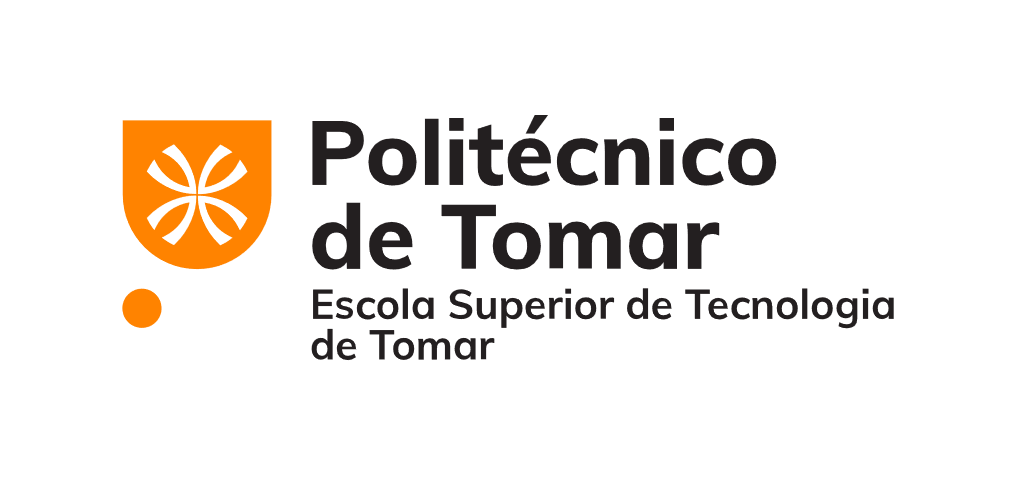 Politécnico
de Tomar
Escola Superior de Tecnologia
de Tomar